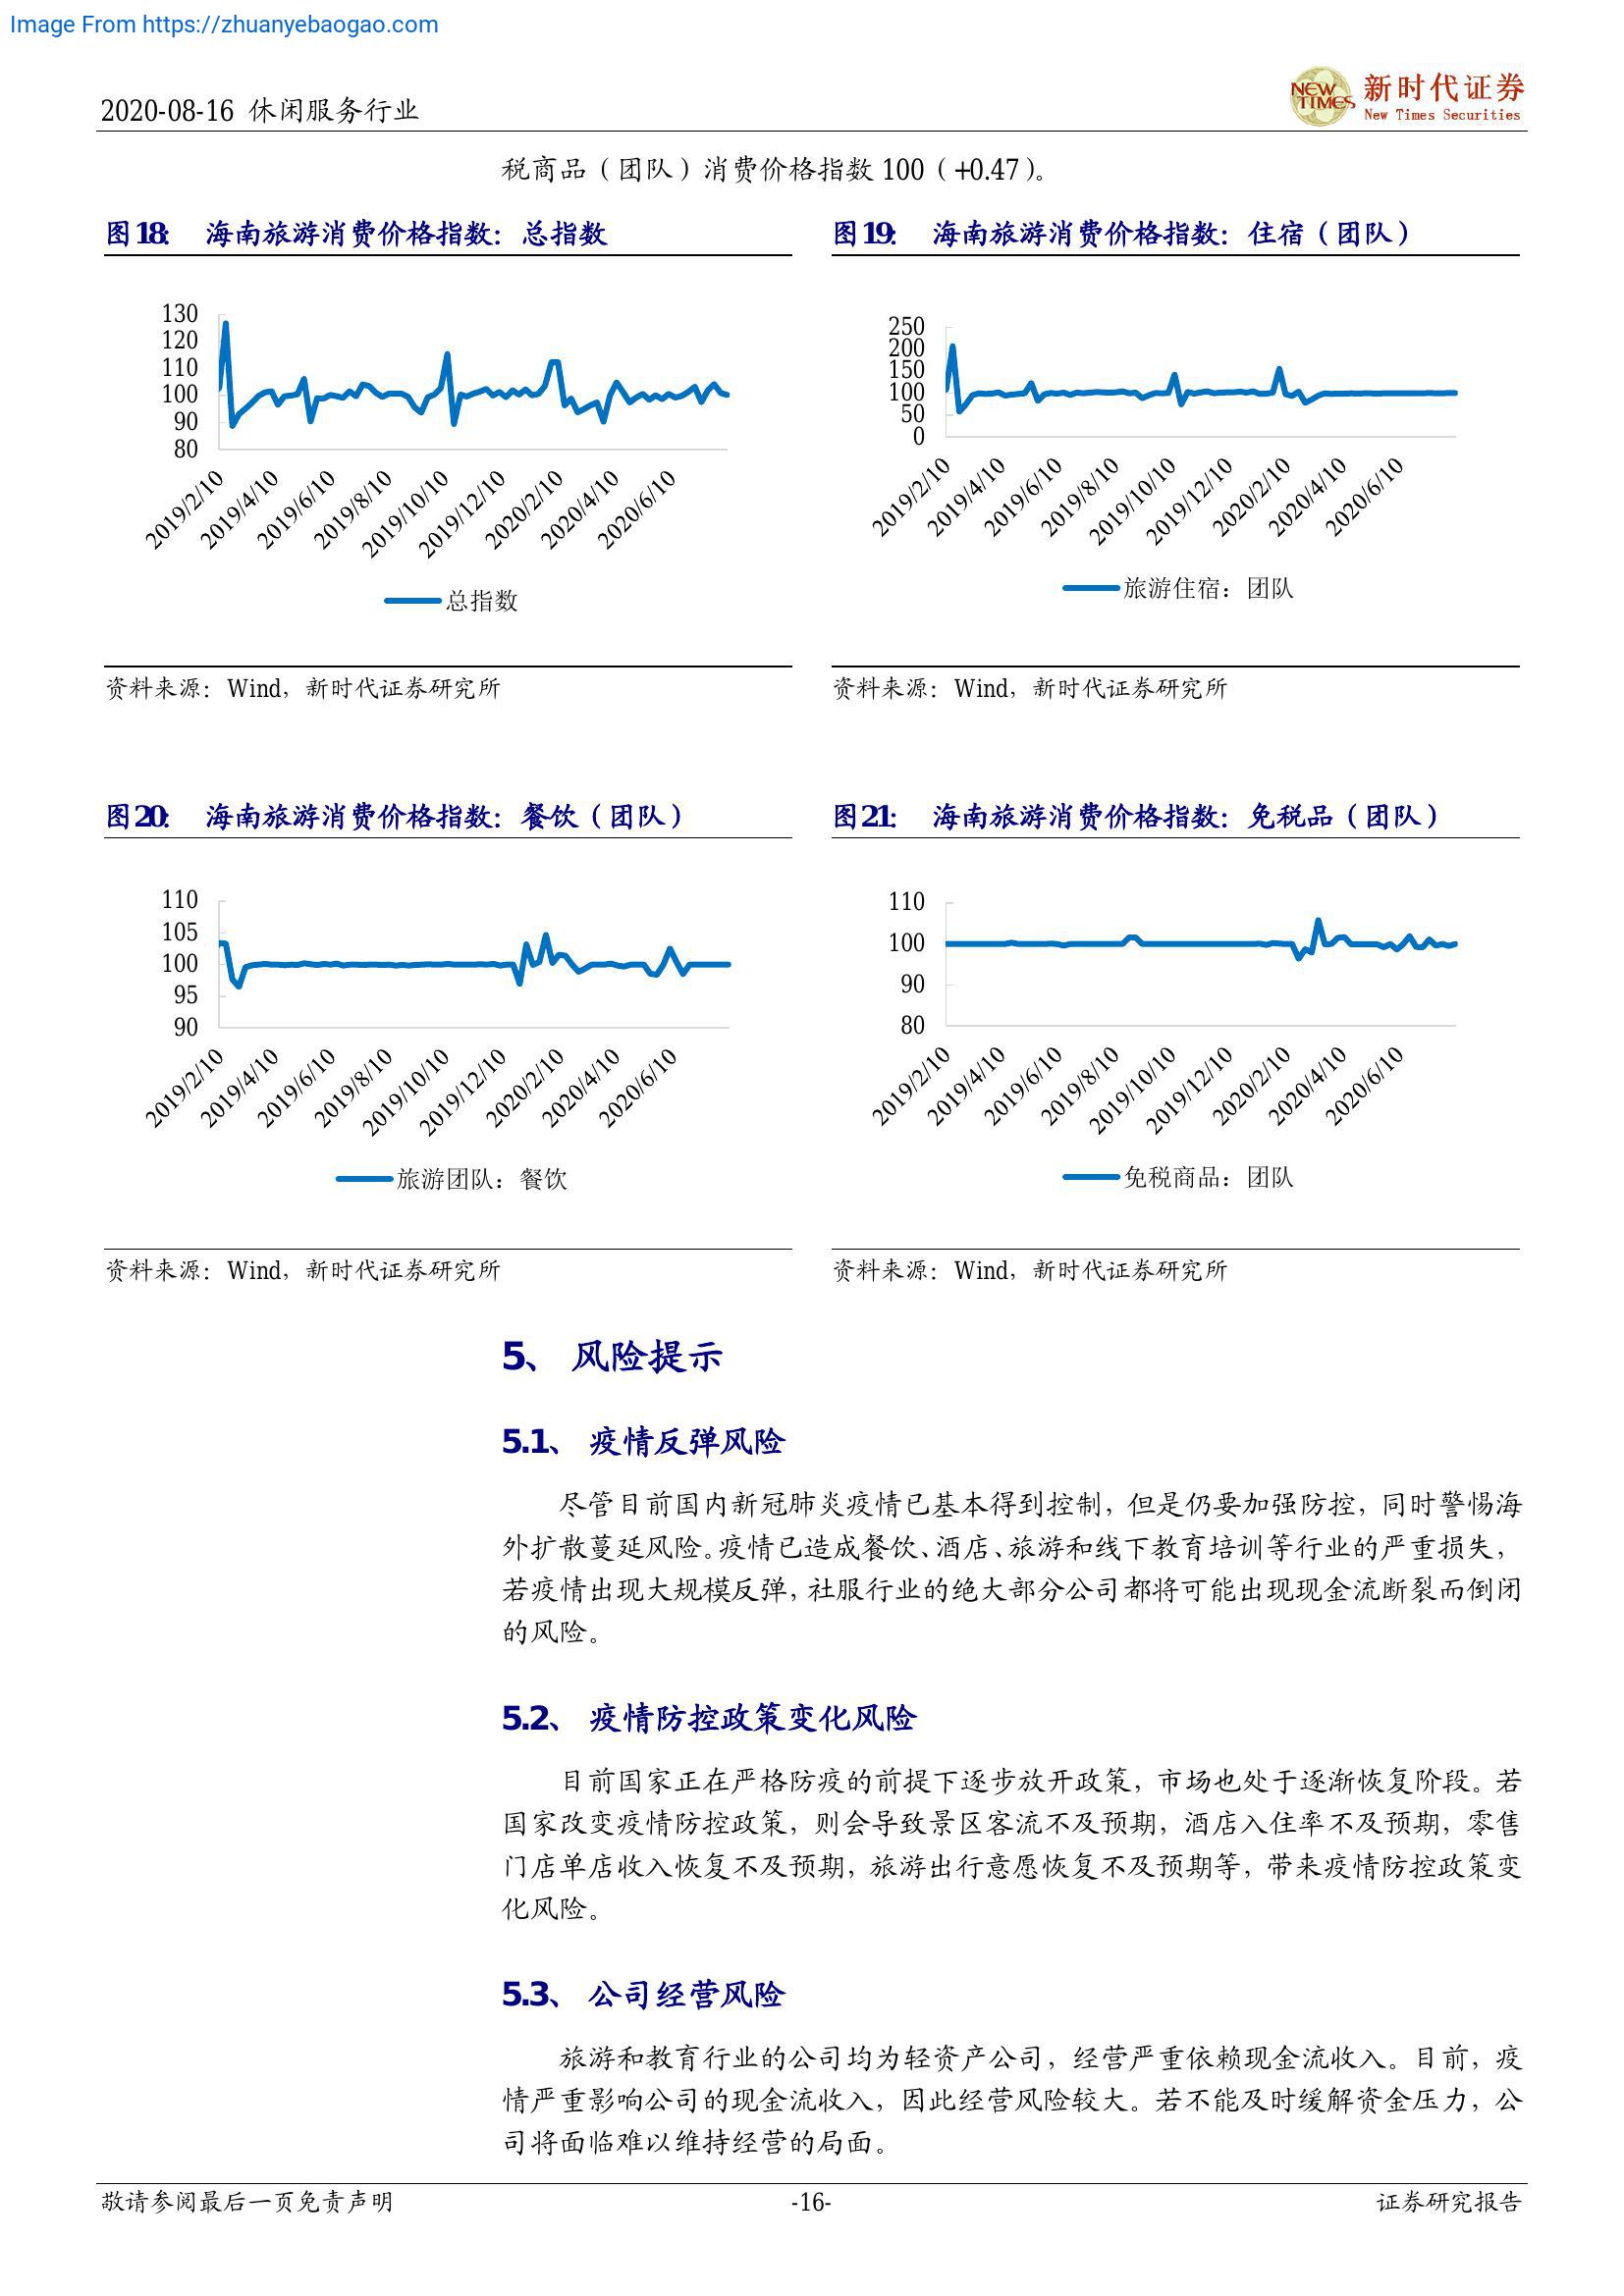 Image From https://zhuanyebaogao.com
2020-08-16 休闲服务行业
NEW TIMES
新时代证券
New Times Securities
税商品（团队）消费价格指数 100（+0.47）。
图18: 海南旅游消费价格指数：总指数
130
120
110
100
90
80
2019/2/10
2019/4/10
2019/6/10
2019/8/10
2019/10/10
2019/12/10
2020/2/10
2020/4/10
2020/6/10
总指数
资料来源：Wind，新时代证券研究所
图19: 海南旅游消费价格指数：住宿（团队）
250
200
150
100
50
0
2019/2/10
2019/4/10
2019/6/10
2019/8/10
2019/10/10
2019/12/10
2020/2/10
2020/4/10
2020/6/10
旅游住宿：团队
资料来源：Wind，新时代证券研究所
图20: 海南旅游消费价格指数：餐饮（团队）
110
105
100
95
90
2019/2/10
2019/4/10
2019/6/10
2019/8/10
2019/10/10
2019/12/10
2020/2/10
2020/4/10
2020/6/10
旅游团队：餐饮
资料来源：Wind，新时代证券研究所
图21: 海南旅游消费价格指数：免税品（团队）
110
100
90
80
2019/2/10
2019/4/10
2019/6/10
2019/8/10
2019/10/10
2019/12/10
2020/2/10
2020/4/10
2020/6/10
免税商品：团队
资料来源：Wind，新时代证券研究所
5、 风险提示
5.1、 疫情反弹风险
尽管目前国内新冠肺炎疫情已基本得到控制，但是仍要加强防控，同时警惕海
外扩散蔓延风险。疫情已造成餐饮、酒店、旅游和线下教育培训等行业的严重损失，
若疫情出现大规模反弹，社服行业的绝大部分公司都将可能出现现金流断裂而倒闭
的风险。
5.2、 疫情防控政策变化风险
目前国家正在严格防疫的前提下逐步放开政策，市场也处于逐渐恢复阶段。若
国家改变疫情防控政策，则会导致景区客流不及预期，酒店入住率不及预期，零售
门店单店收入恢复不及预期，旅游出行意愿恢复不及预期等，带来疫情防控政策变
化风险。
5.3、 公司经营风险
旅游和教育行业的公司均为轻资产公司，经营严重依赖现金流收入。目前，疫
情严重影响公司的现金流收入，因此经营风险较大。若不能及时缓解资金压力，公
司将面临难以维持经营的局面。
敬请参阅最后一页免责声明
-16-
证券研究报告